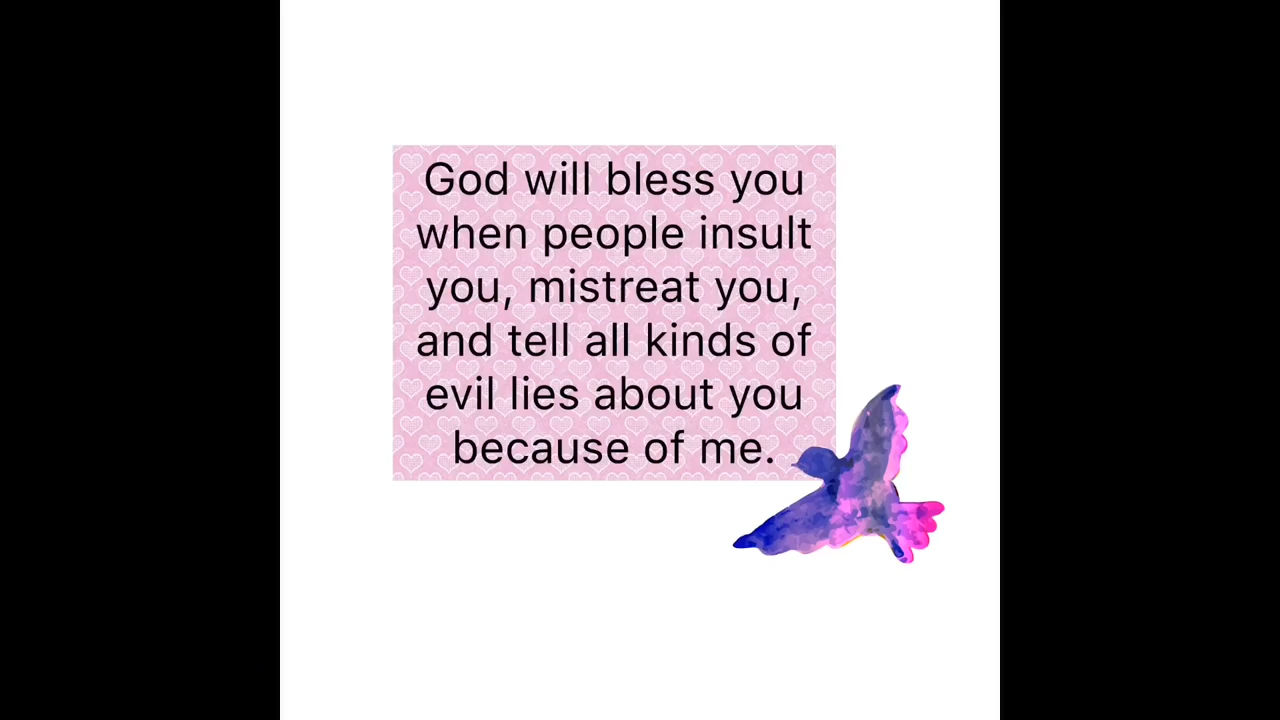 God will bless you
when people insult
you, mistreat you,
and tell all kinds of
evil lies about you
because of me.